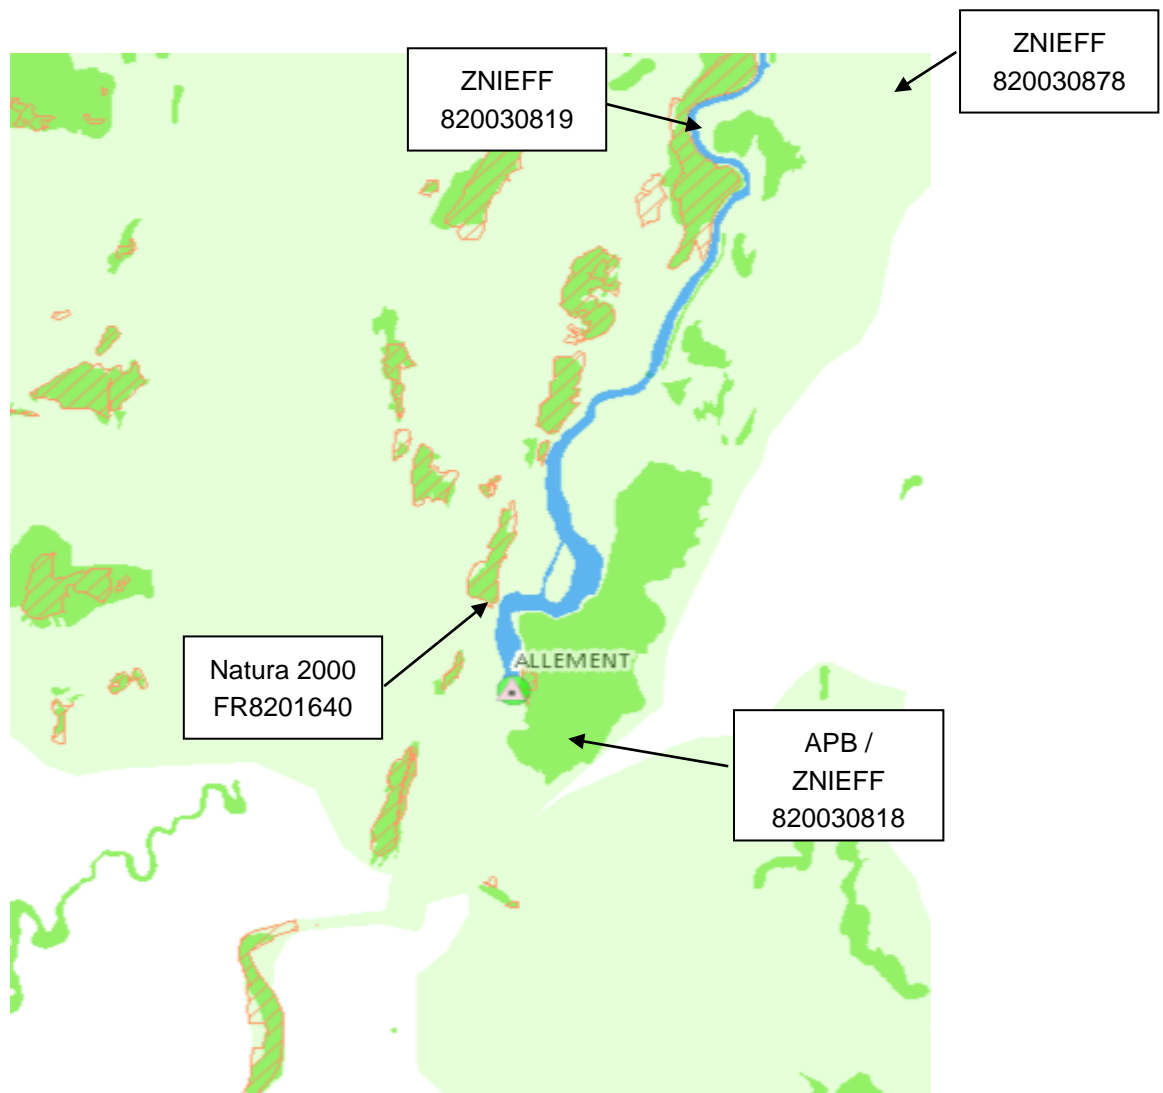 ZNIEFF
820030878
ZNIEFF
820030819
Natura 2000
FR8201640
ALLEMENT
APB /
ZNIEFF
820030818